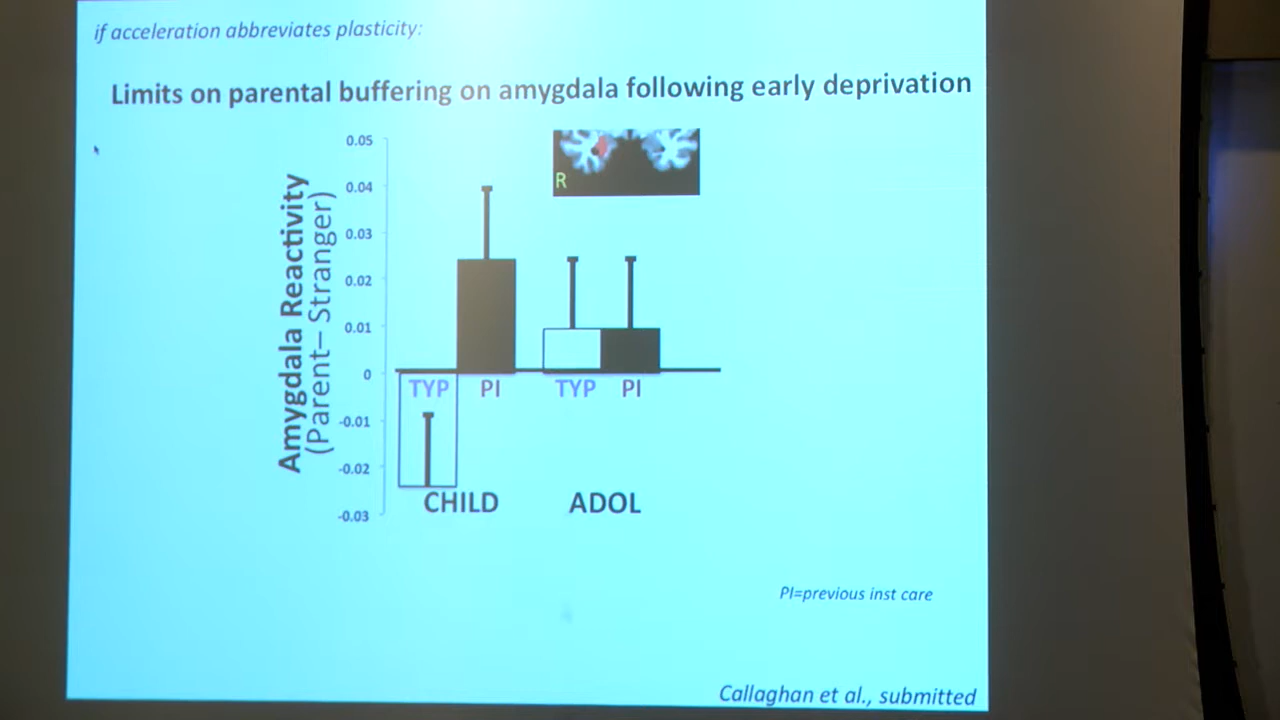 if acceleration abbreviates plasticity:
Limits on parental buffering on amygdala following early deprivation
Amygdala Reactivity
(Parent– Stranger)
0.05
0.04
0.03
0.02
0.01
0
-0.01
-0.02
-0.03
R
TYP PI TYP PI
CHILD ADOL
PI=previous inst care
Callaghan et al., submitted